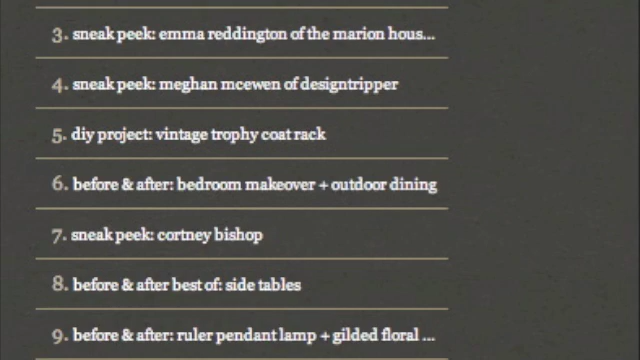 3. sneak peek: emma reddington of the marion hous...
4. sneak peek: meghan mcewen of designtripper
5. diy project: vintage trophy coat rack
6. before & after: bedroom makeover + outdoor dining
7. sneak peek: cortney bishop
8. before & after best of: side tables
9. before & after: ruler pendant lamp + gilded floral ...